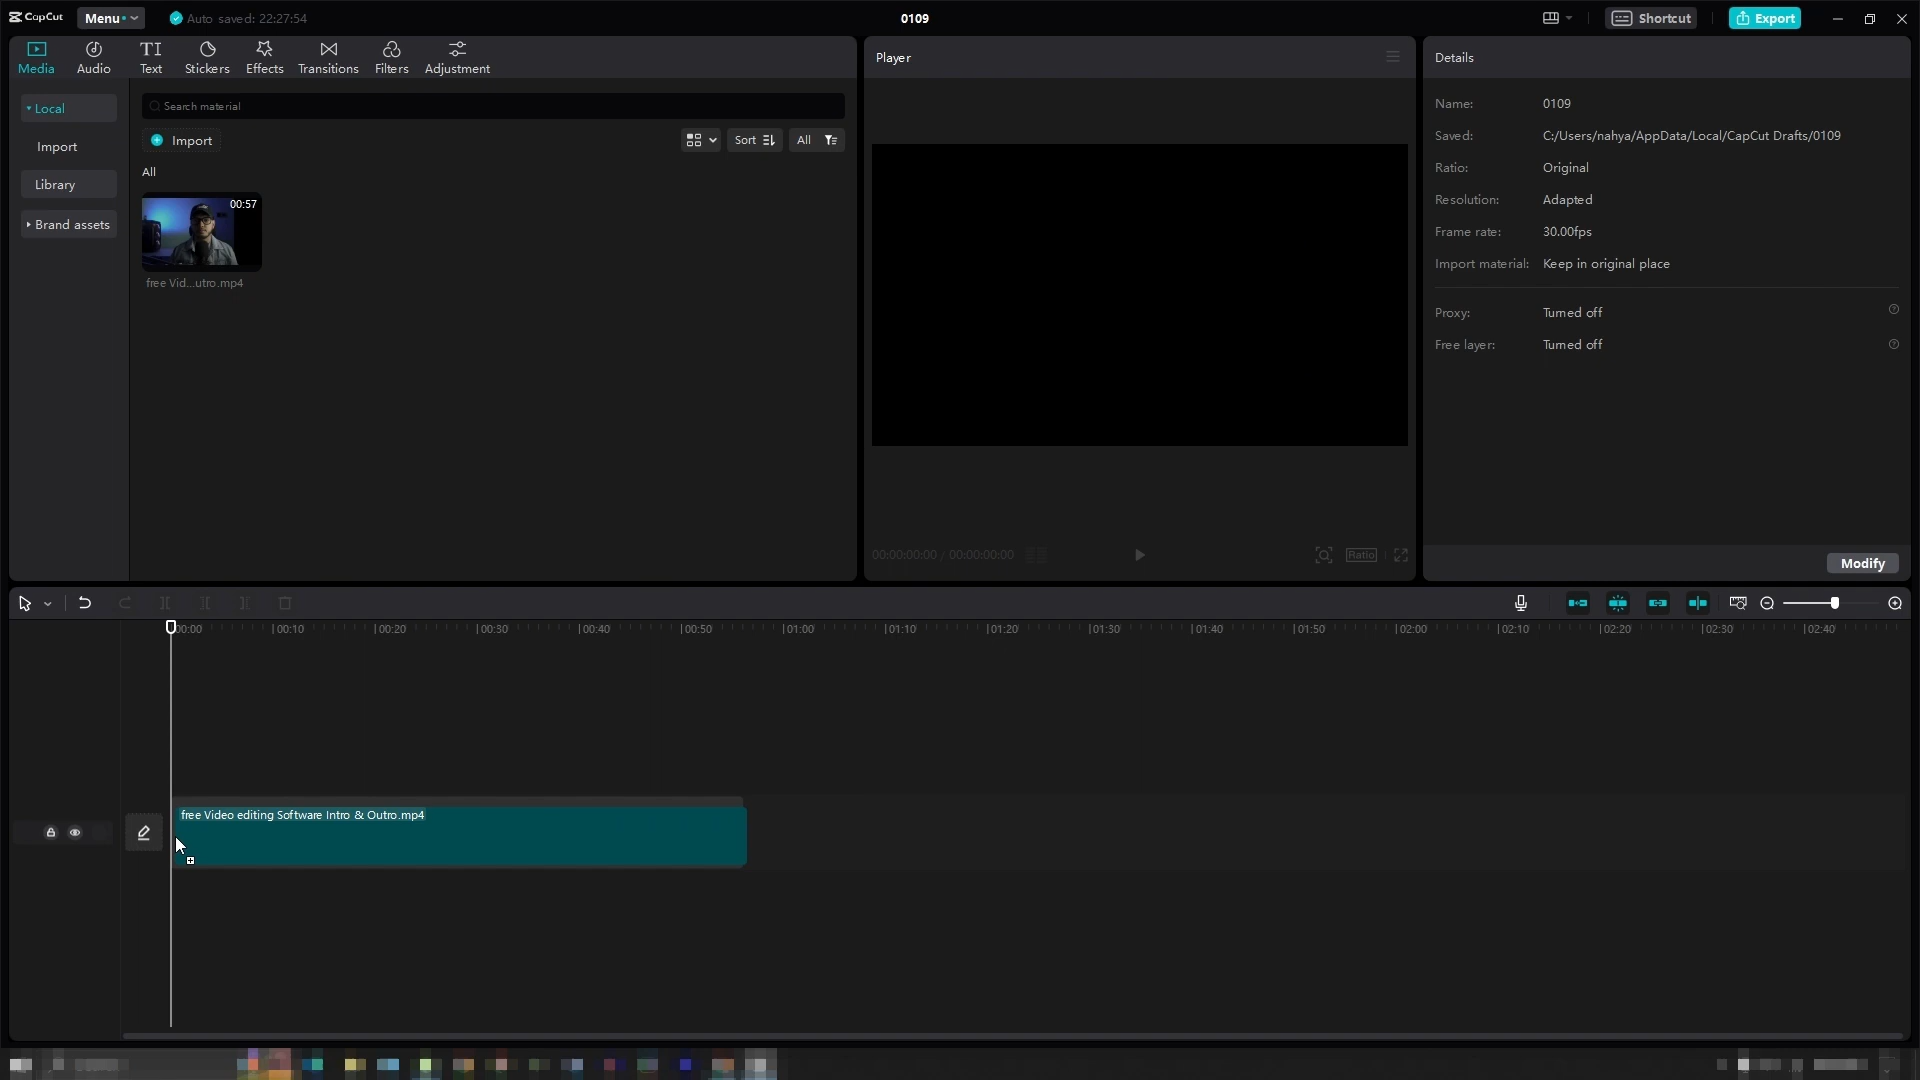 CapCut
Menu
Auto saved: 22:27:54
0109
Shortcut
Export
Media
Audio
Text
Stickers
Effects
Transitions
Filters
Adjustment
Local
Import
Library
Brand assets
Search material
Import
Sort
All
All
00:57
free Vid...utro.mp4
Player
00:00:00:00 / 00:00:00:00
Ratio
Details
Name: 0109
Saved: C:/Users/nahya/AppData/Local/CapCut Drafts/0109
Ratio: Original
Resolution: Adapted
Frame rate: 30.00fps
Import material: Keep in original place
Proxy: Turned off
Free layer: Turned off
Modify
00:00 00:10 00:20 00:30 00:40 00:50 01:00 01:10 01:20 01:30 01:40 01:50 02:00 02:10 02:20 02:30 02:40
free Video editing Software Intro & Outro.mp4